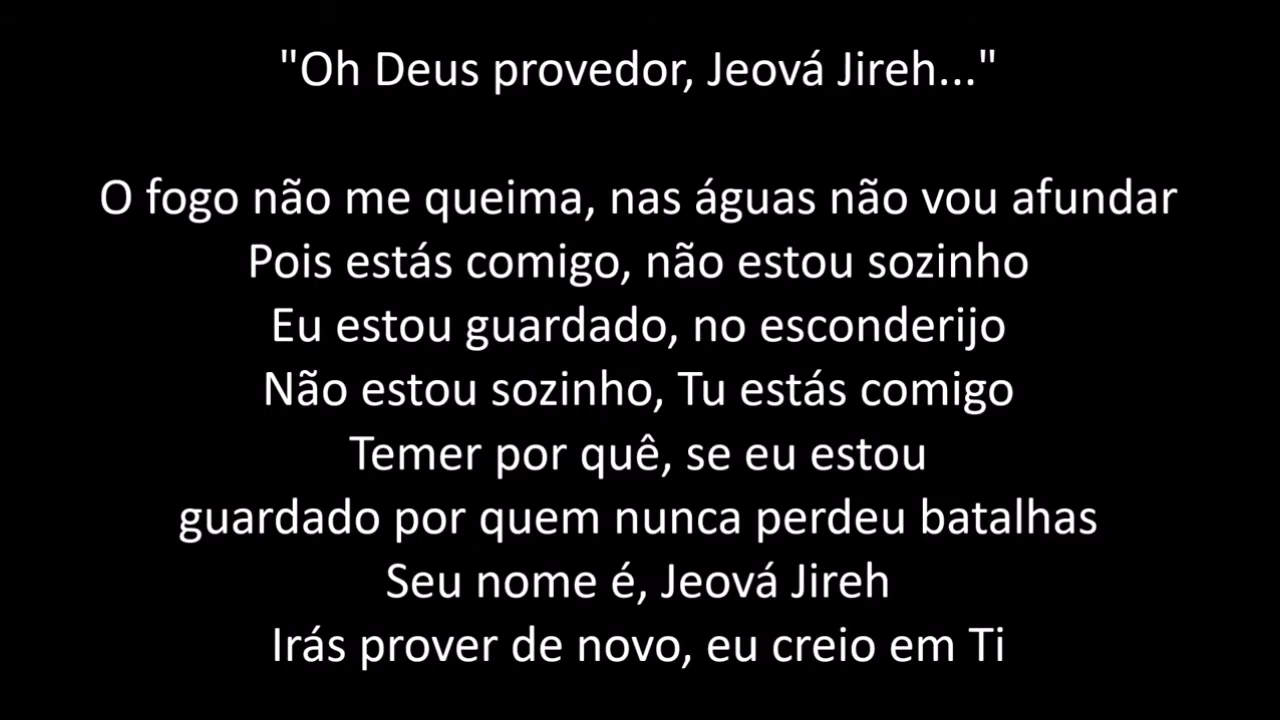 "Oh Deus provedor, Jeová Jireh..."
O fogo não me queima, nas águas não vou afundar
Pois estás comigo, não estou sozinho
Eu estou guardado, no esconderijo
Não estou sozinho, Tu estás comigo
Temer por quê, se eu estou
guardado por quem nunca perdeu batalhas
Seu nome é, Jeová Jireh
Irás prover de novo, eu creio em Ti